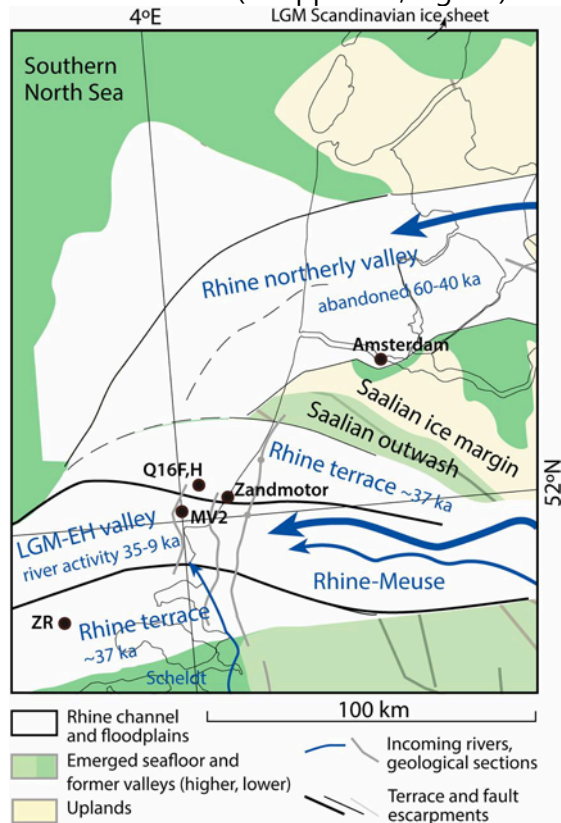 LGM Scandinavian ice sheet
4ºE
Southern
North Sea
Rhine northerly valley
abandoned 60-40 ka
Amsterdam
Saalian ice margin
Saalian outwash
Rhine terrace ~37 ka
52ºN
Q16F,H
Zandmotor
MV2
LGM-EH valley
river activity 35-9 ka
Rhine-Meuse
ZR
Rhine terrace
~37 ka
Scheldt
100 km
Rhine channel
and floodplains
Emerged seafloor and
former valleys (higher, lower)
Uplands
Incoming rivers,
geological sections
Terrace and fault
escarpments